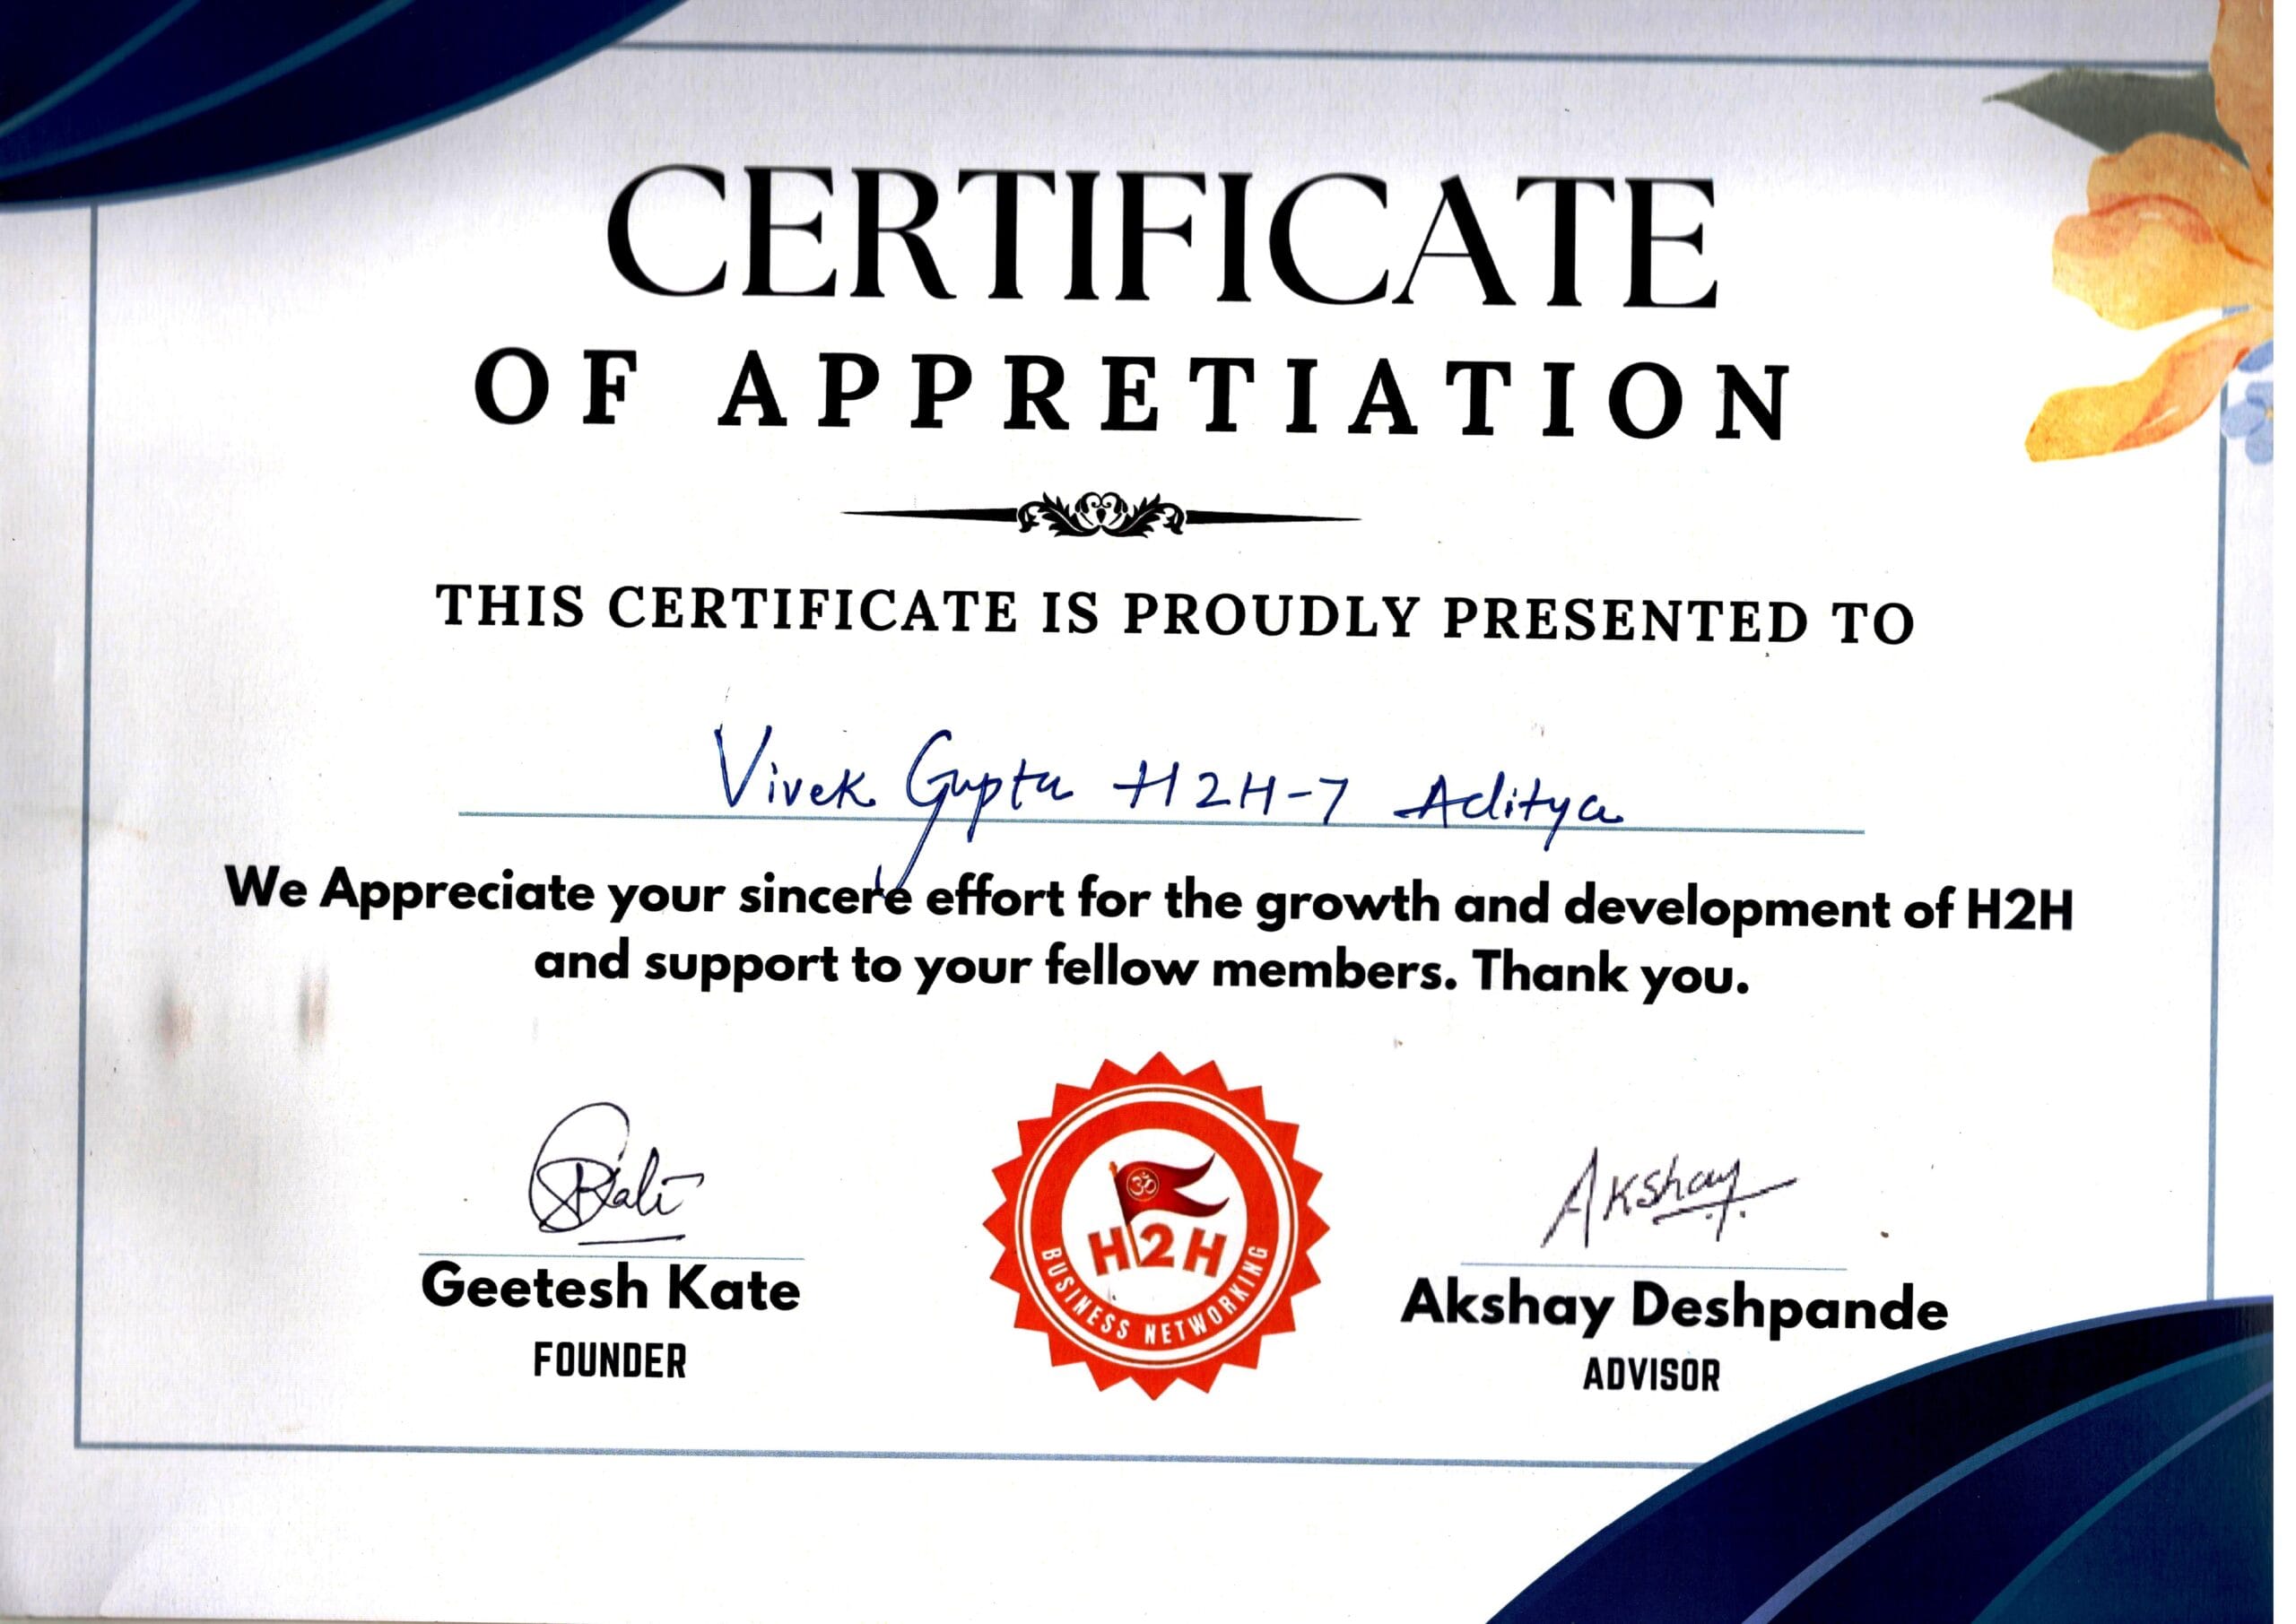 CERTIFICATE
OF APPRETIATION
THIS CERTIFICATE IS PROUDLY PRESENTED TO
Vivek Gupta H2H-7 Aditya
We Appreciate your sincere effort for the growth and development of H2H
and support to your fellow members. Thank you.
Akshay
ॐ
H2H
BUSINESS NETWORKING
Geetesh Kate
FOUNDER
Akshay Deshpande
ADVISOR